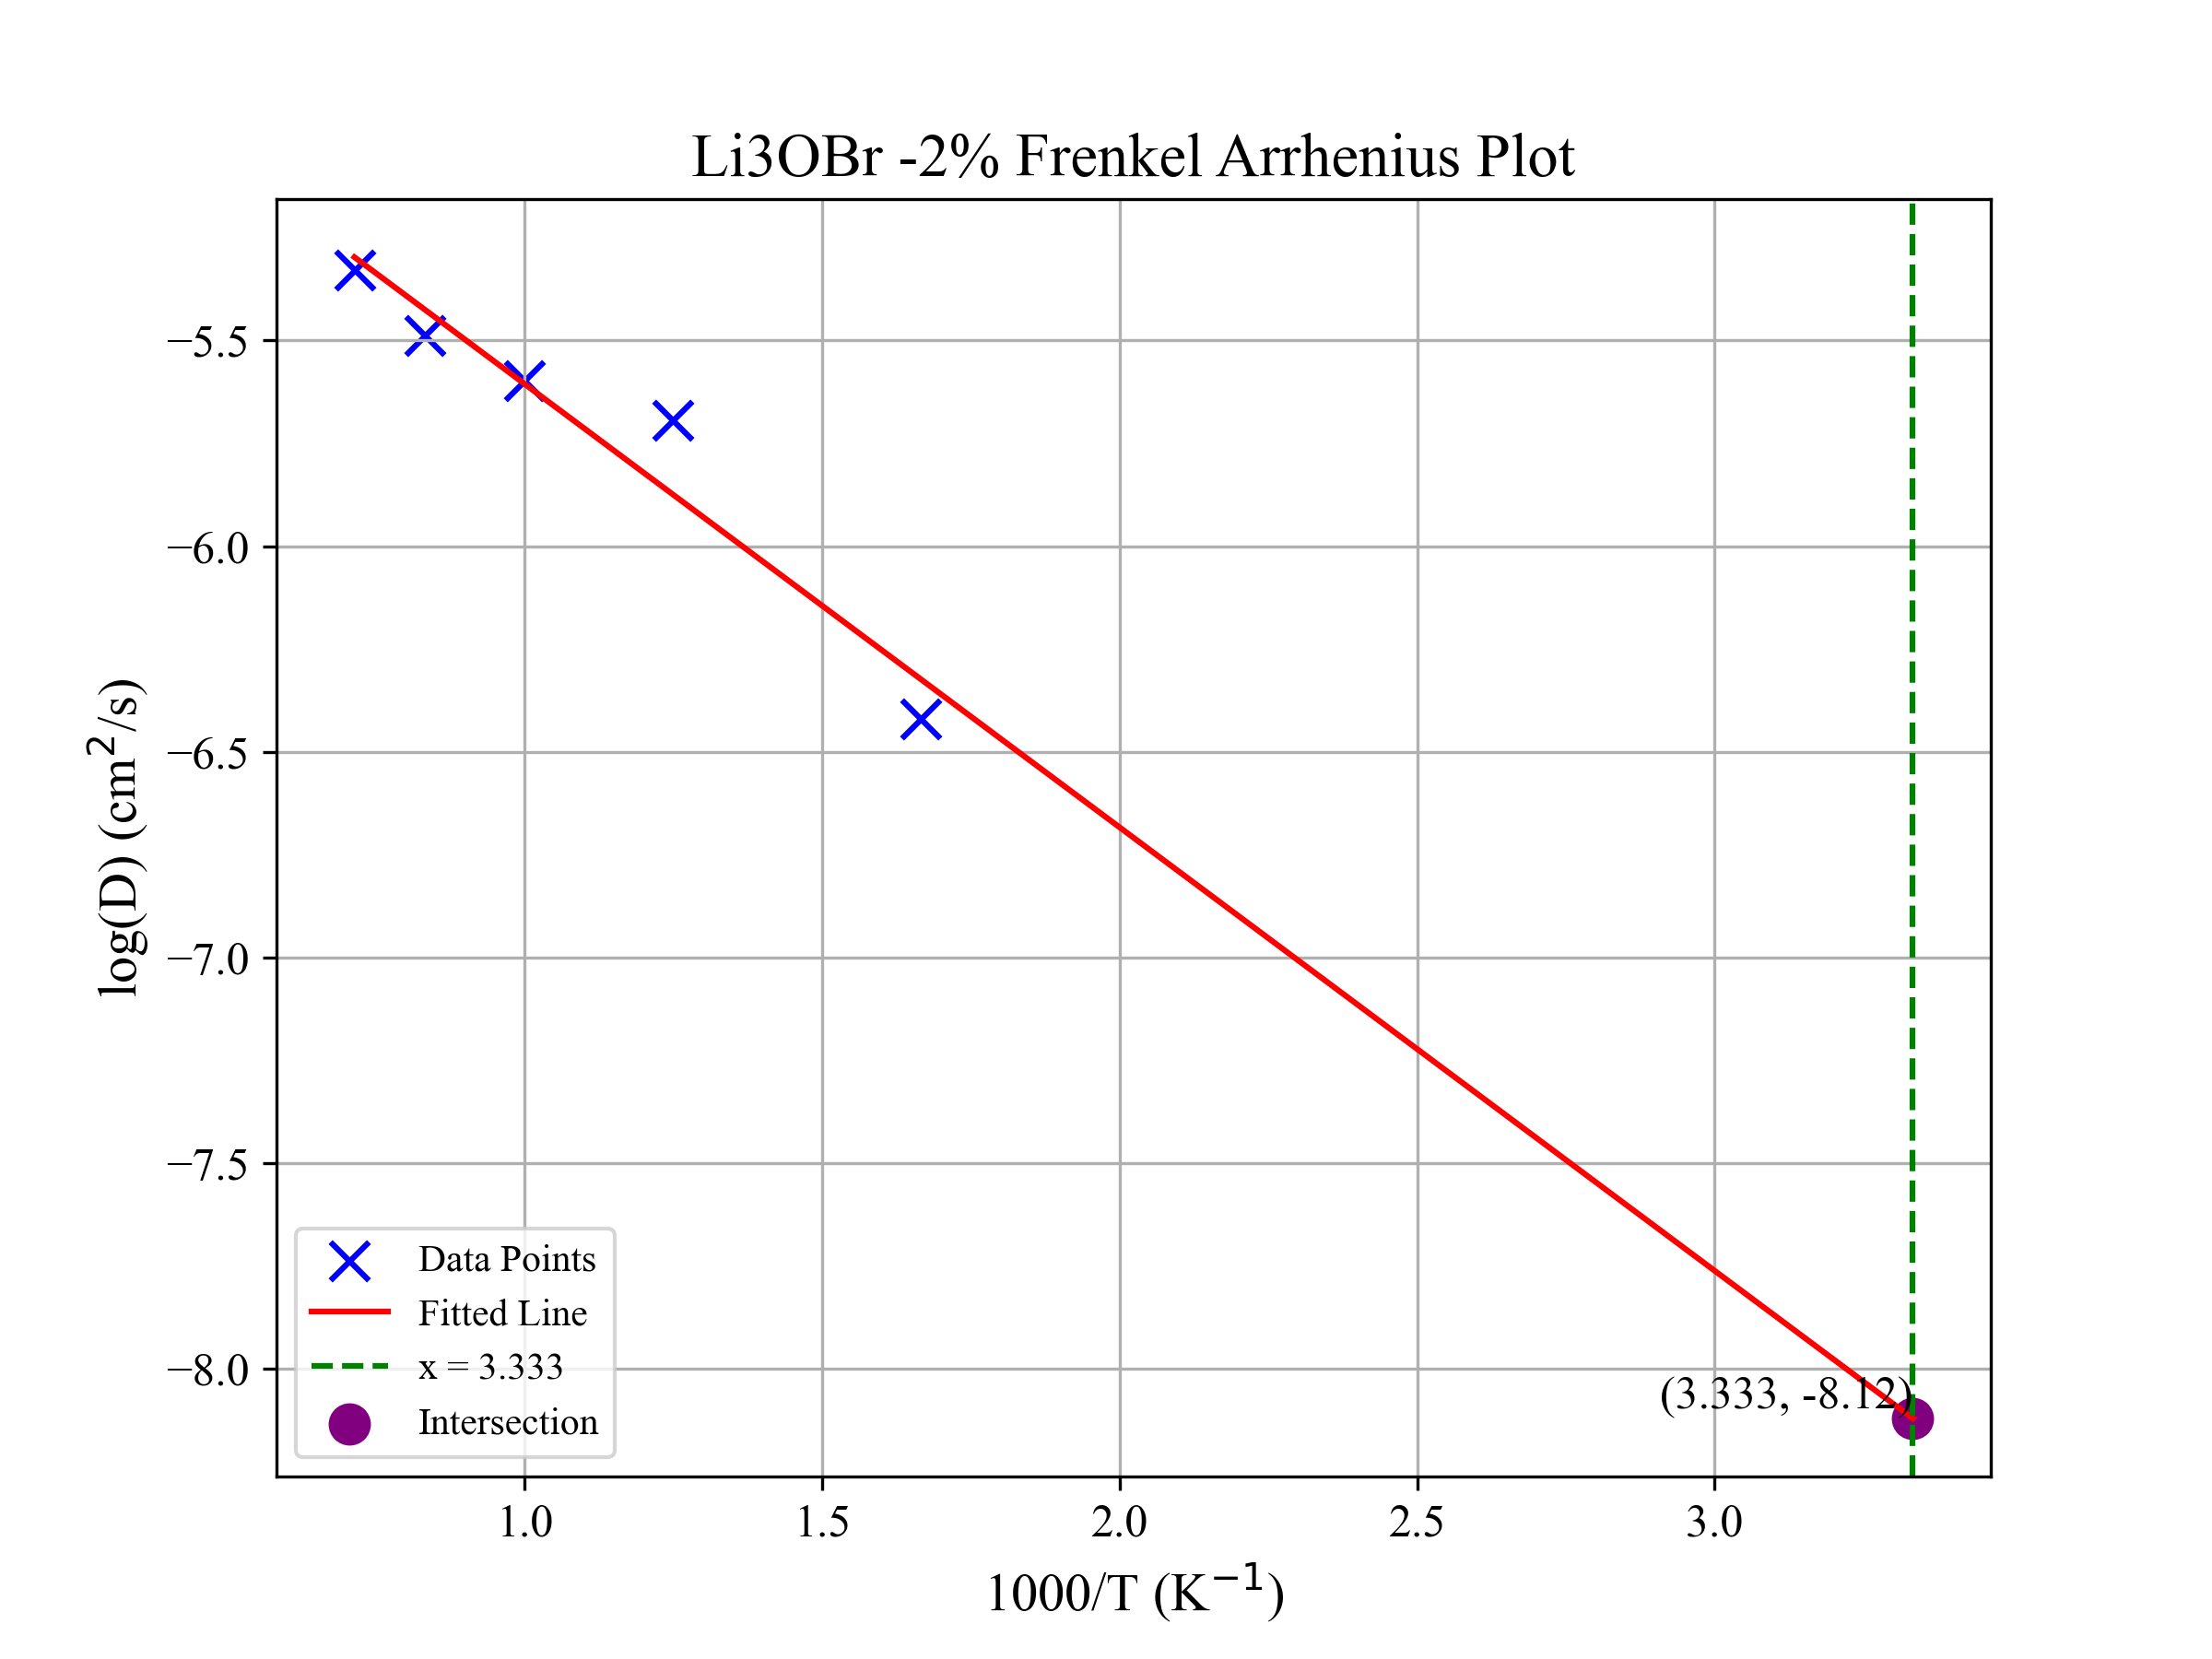 Li3OBr -2% Frenkel Arrhenius Plot
log(D) (cm²/s)
−5.5
−6.0
−6.5
−7.0
−7.5
−8.0
(3.333, -8.12)
Data Points
Fitted Line
x = 3.333
Intersection
1.0 1.5 2.0 2.5 3.0
1000/T (K⁻¹)